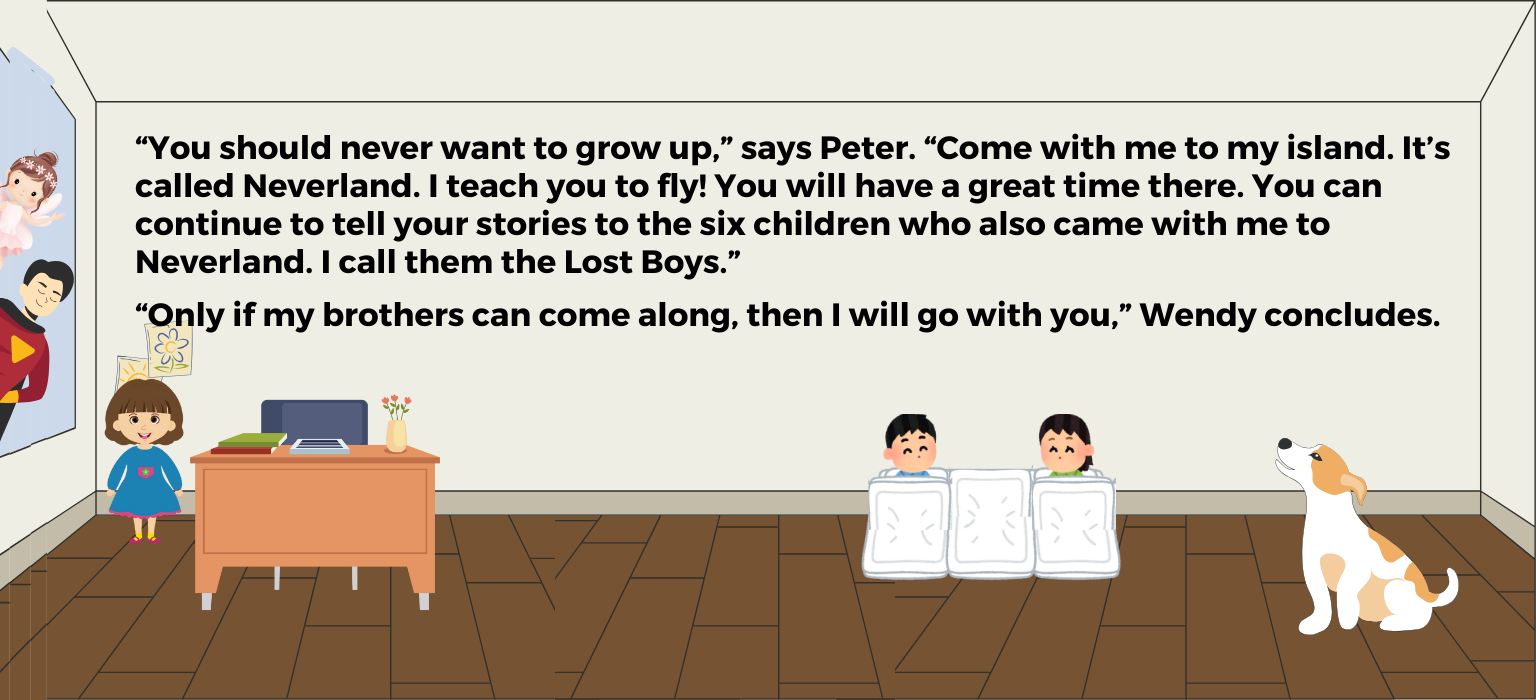 “You should never want to grow up,” says Peter. “Come with me to my island. It’s
called Neverland. I teach you to fly! You will have a great time there. You can
continue to tell your stories to the six children who also came with me to
Neverland. I call them the Lost Boys.”
“Only if my brothers can come along, then I will go with you,” Wendy concludes.